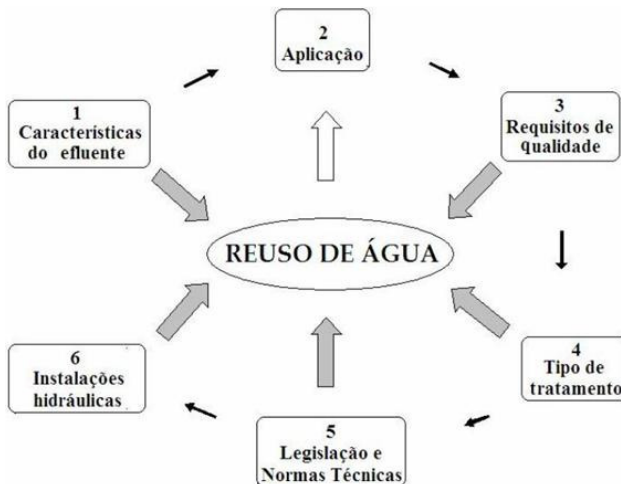 1
Características
do efluente
2
Aplicação
3
Requisitos de
qualidade
REUSO DE ÁGUA
4
Tipo de
tratamento
5
Legislação e
Normas Técnicas
6
Instalações
hidráulicas